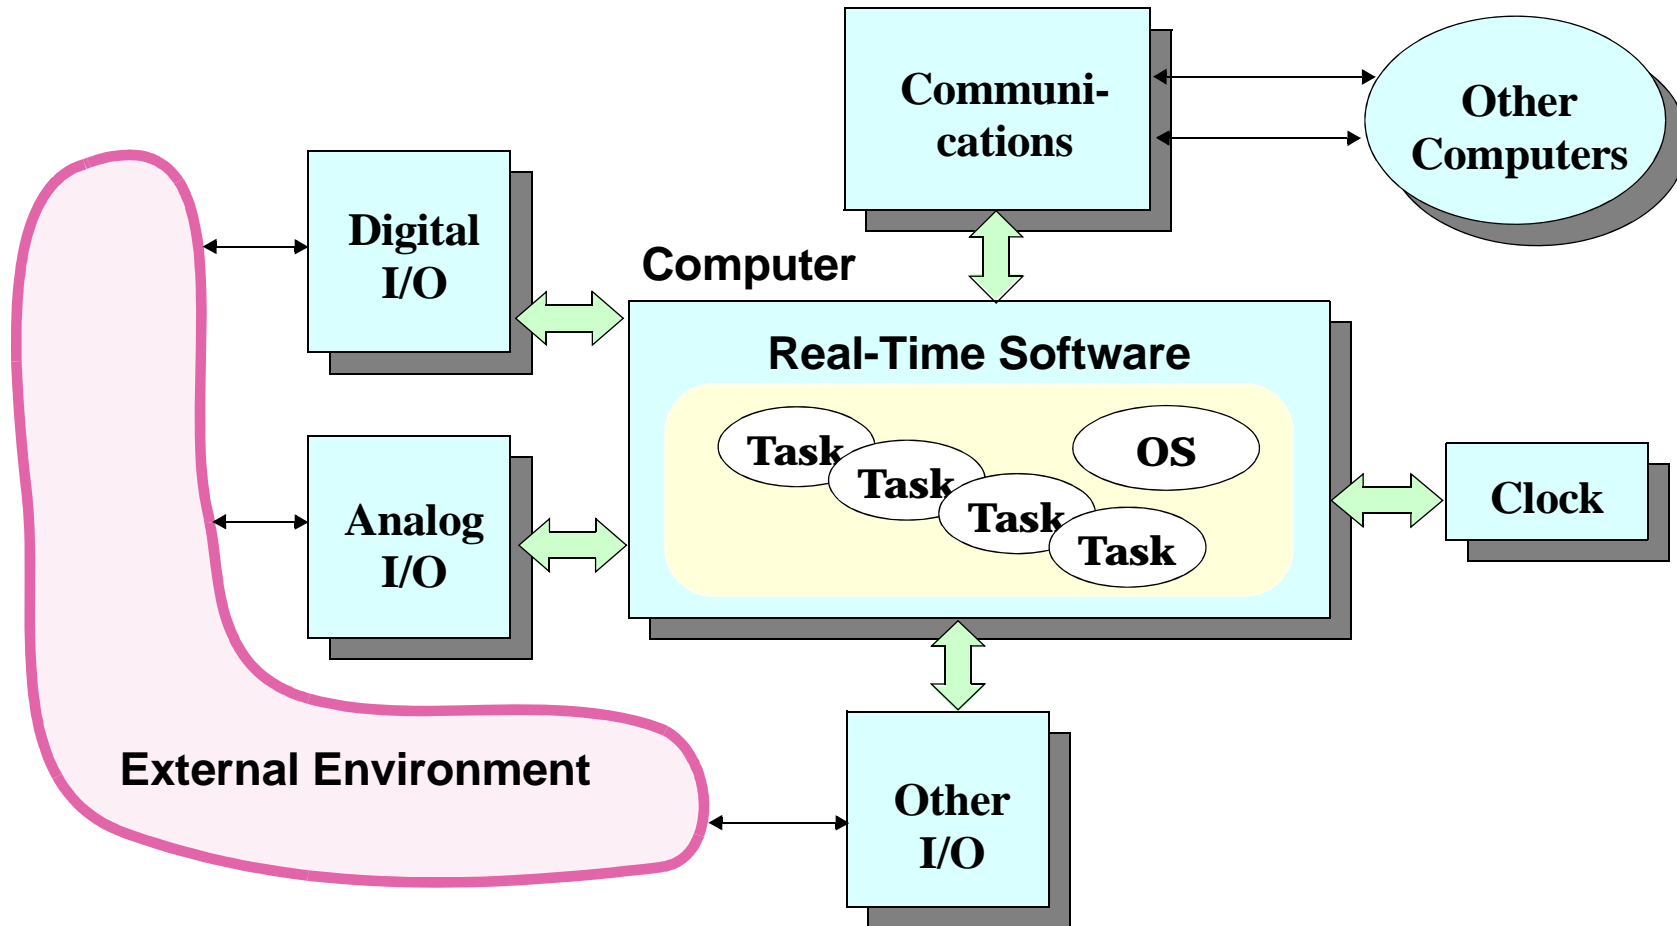 Communi-
cations
Other
Computers
Digital
I/O
Computer
Real-Time Software
Task
Task
Task
Task
OS
Analog
I/O
Clock
External Environment
Other
I/O